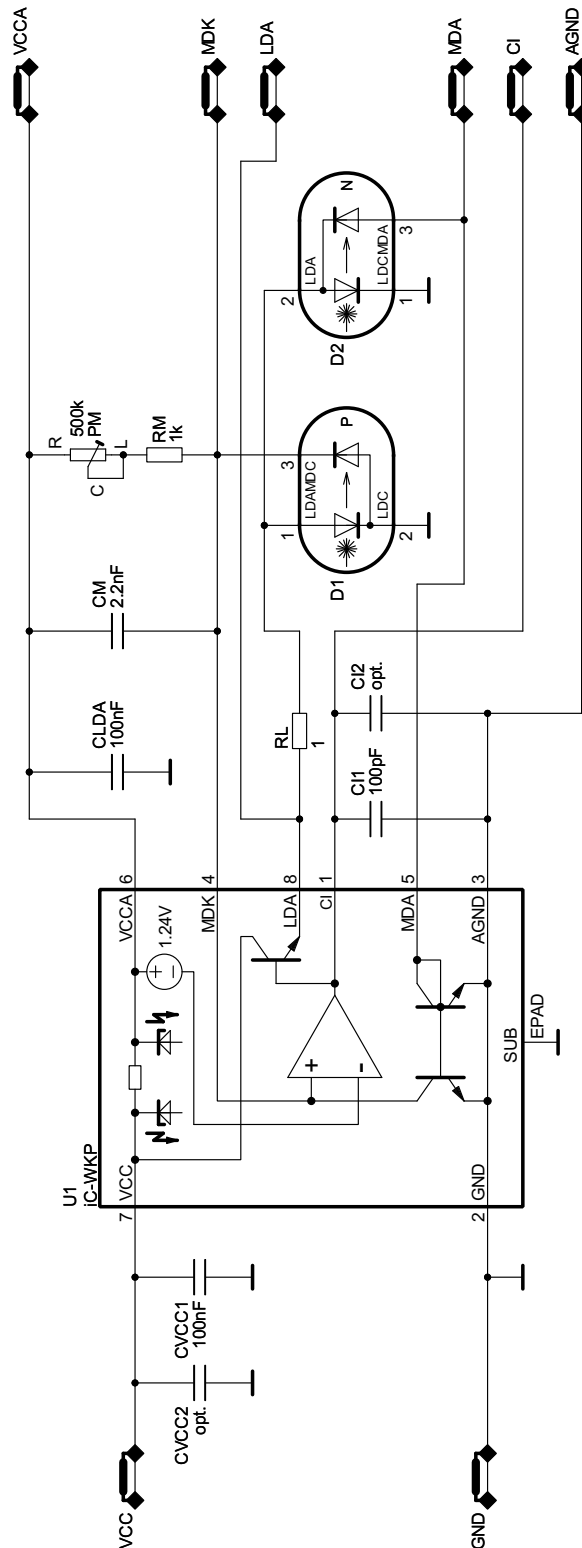 VCCA
MDK
LDA
MDA
CI
AGND
R
500k
PM
C
L
RM
1k
CM
2.2nF
CLDA
100nF
2
LDA
N
LDCMDA
3
1
D2
3
LDAMDC
P
1
LDC
2
D1
RL
1
CI2
opt.
CI1
100pF
U1
iC-WKP
7
VCC
VCCA
6
1.24V
MDK
4
LDA
8
CI
1
MDA
5
AGND
3
2
GND
SUB
EPAD
+
-
+
-
CVCC1
100nF
CVCC2
opt.
VCC
GND